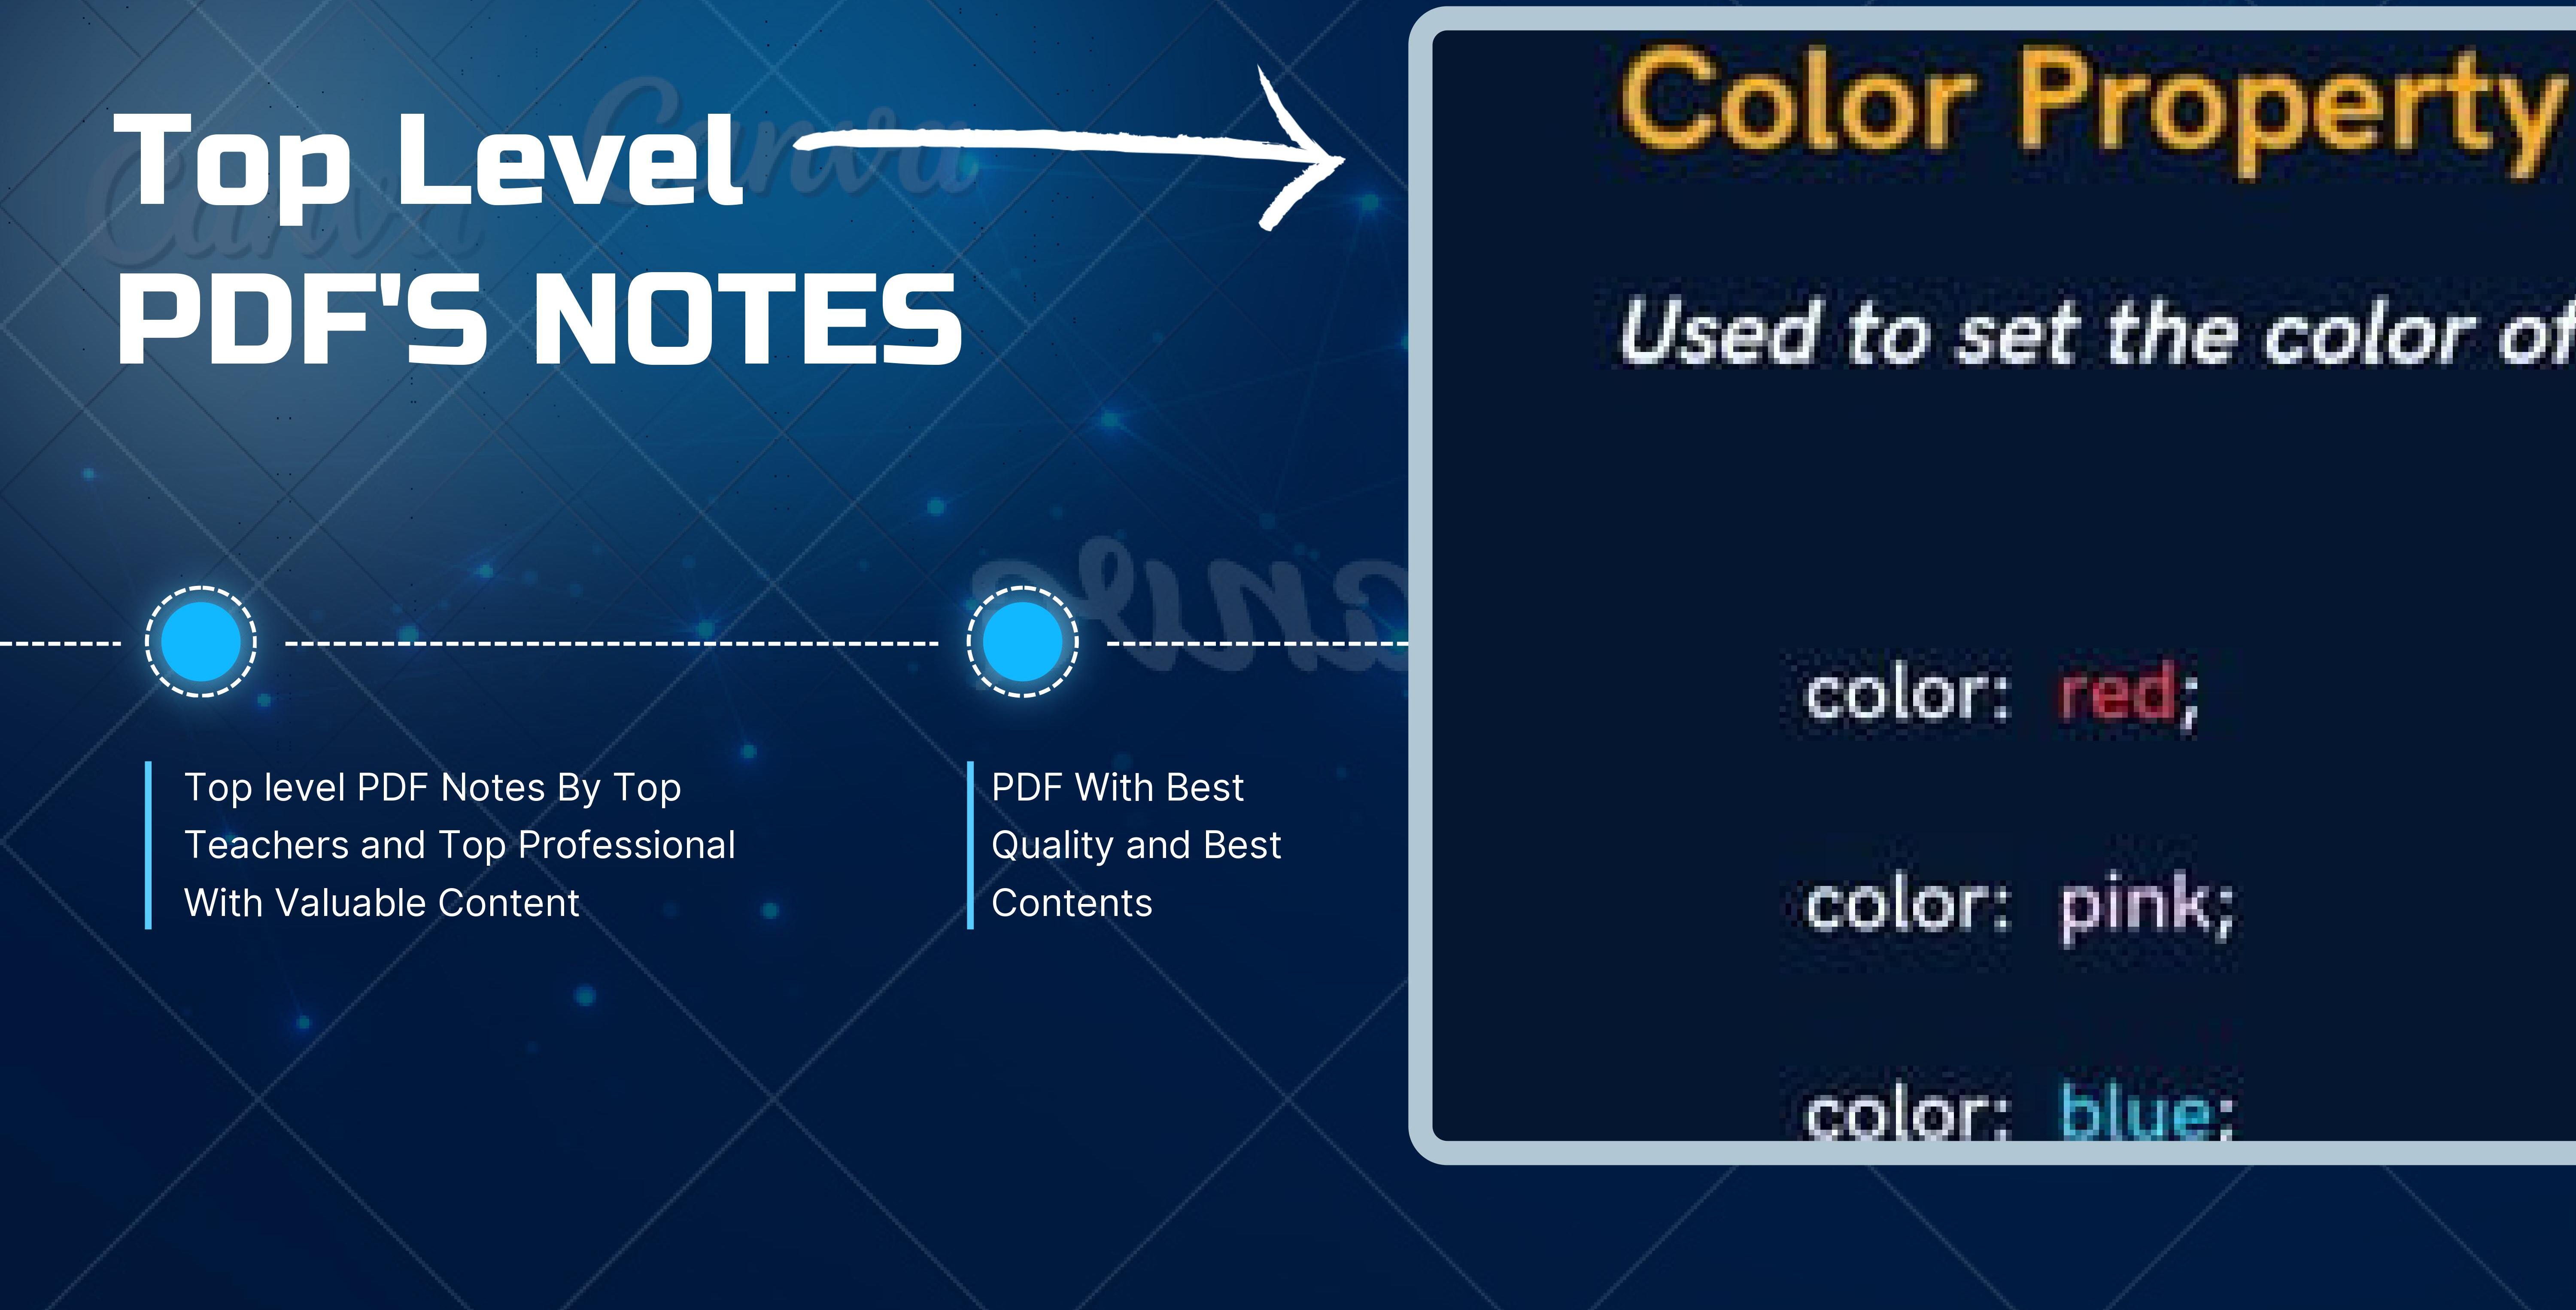 Top Level
PDF'S NOTES
Top level PDF Notes By Top
Teachers and Top Professional
With Valuable Content
PDF With Best
Quality and Best
Contents
Color Property
Used to set the color of
color: red;
color: pink;
color: blue;
Canva
Canva